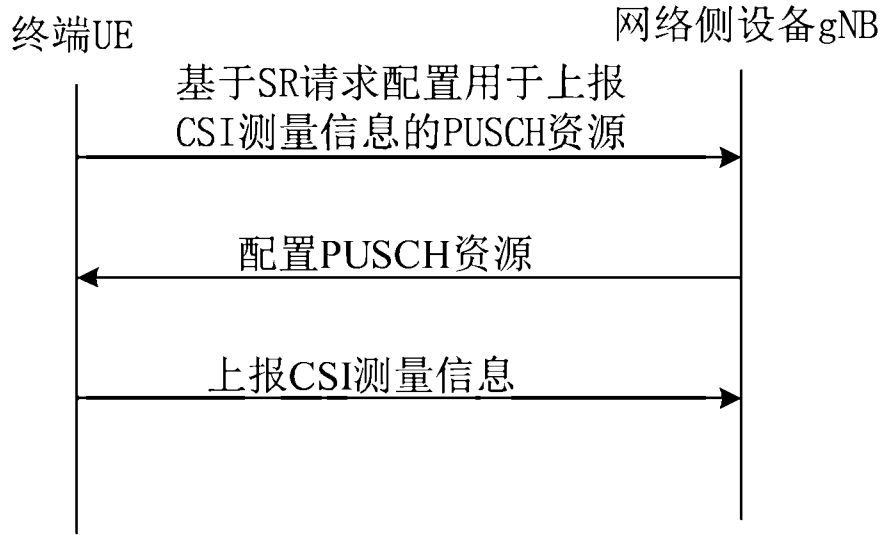 终端UE
网络侧设备gNB
基于SR请求配置用于上报
CSI测量信息的PUSCH资源
配置PUSCH资源
上报CSI测量信息